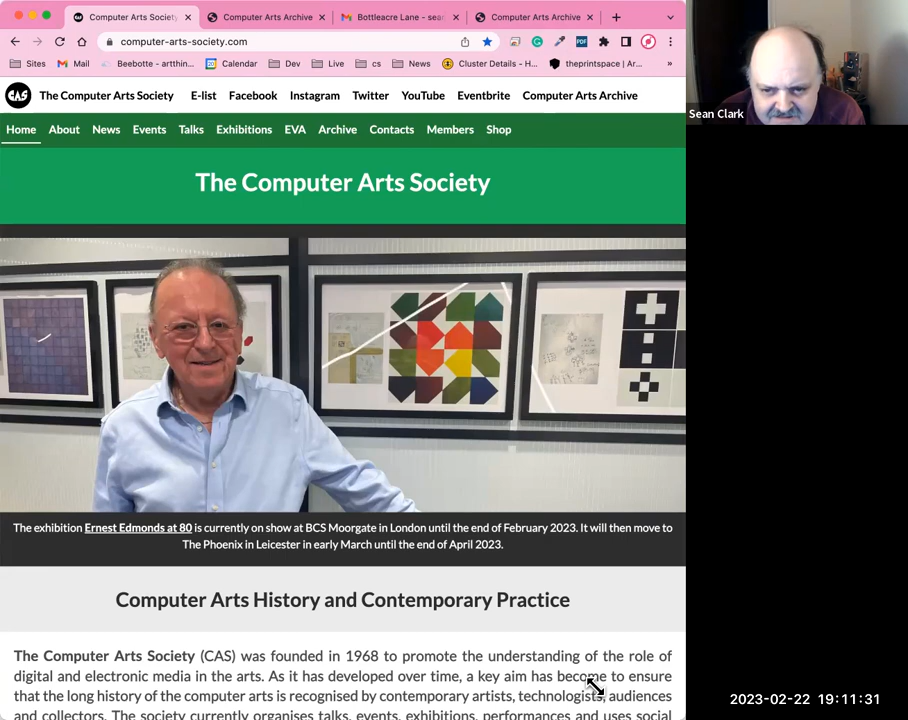 Computer Arts Society
Computer Arts Archive
Bottleacre Lane - sea
Computer Arts Archive
computer-arts-society.com
Sites
Mail
Beebotte - arrthin...
Calendar
Dev
Live
cs
News
Cluster Details - H...
theprintspace | Ar...
»
CAS
The Computer Arts Society
E-list
Facebook
Instagram
Twitter
YouTube
Eventbrite
Computer Arts Archive
Home
About
News
Events
Talks
Exhibitions
EVA
Archive
Contacts
Members
Shop
The Computer Arts Society
The exhibition Ernest Edmonds at 80 is currently on show at BCS Moorgate in London until the end of February 2023. It will then move to
The Phoenix in Leicester in early March until the end of April 2023.
Computer Arts History and Contemporary Practice
The Computer Arts Society (CAS) was founded in 1968 to promote the understanding of the role of
digital and electronic media in the arts. As it has developed over time, a key aim has become to ensure
that the long history of the computer arts is recognised by contemporary artists, technologists, audiences
and collectors. The society currently organises talks, events, exhibitions, performances and uses social
Sean Clark
2023-02-22 19:11:31